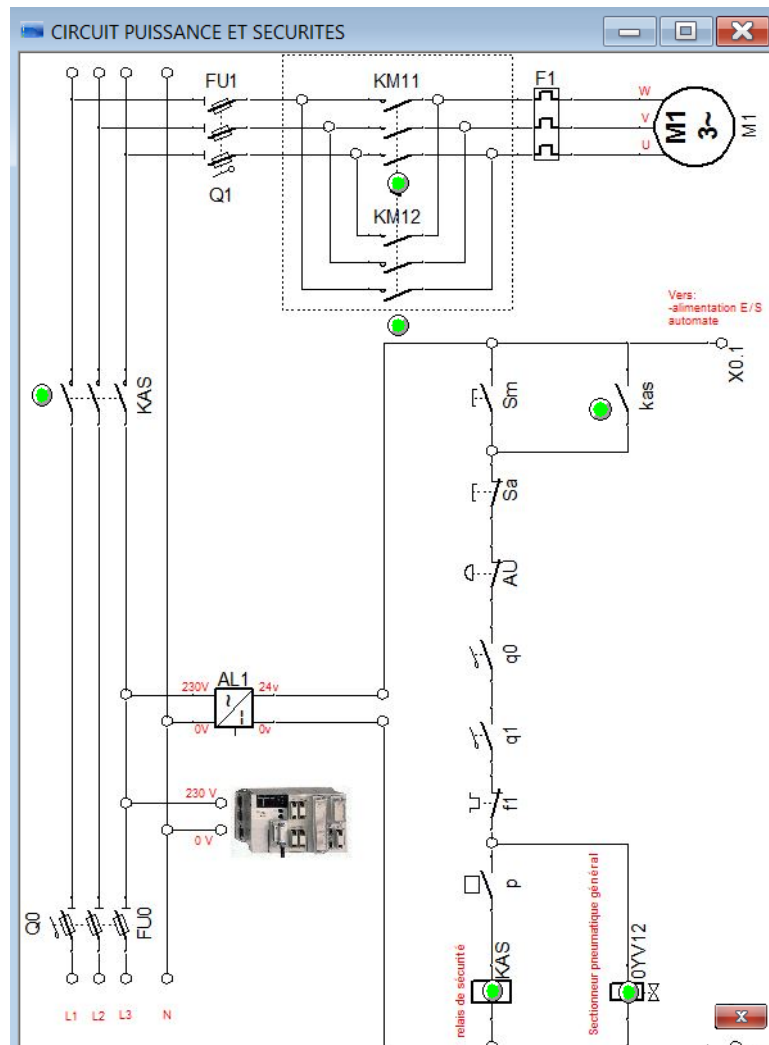 CIRCUIT PUISSANCE ET SECURITES
FU1
KM11
F1
W
V
U
M1
3~
M1
Q1
KM12
Vers:
-alimentation E/S
automate
X0.1
KAS
Sm
kas
Sa
AU
q0
230V
AL1
24v
0V
0v
q1
230 V
0 V
f1
p
Q0
FU0
KAS
0YV12
relais de sécurité
Sectionneur pneumatique général
L1
L2
L3
N